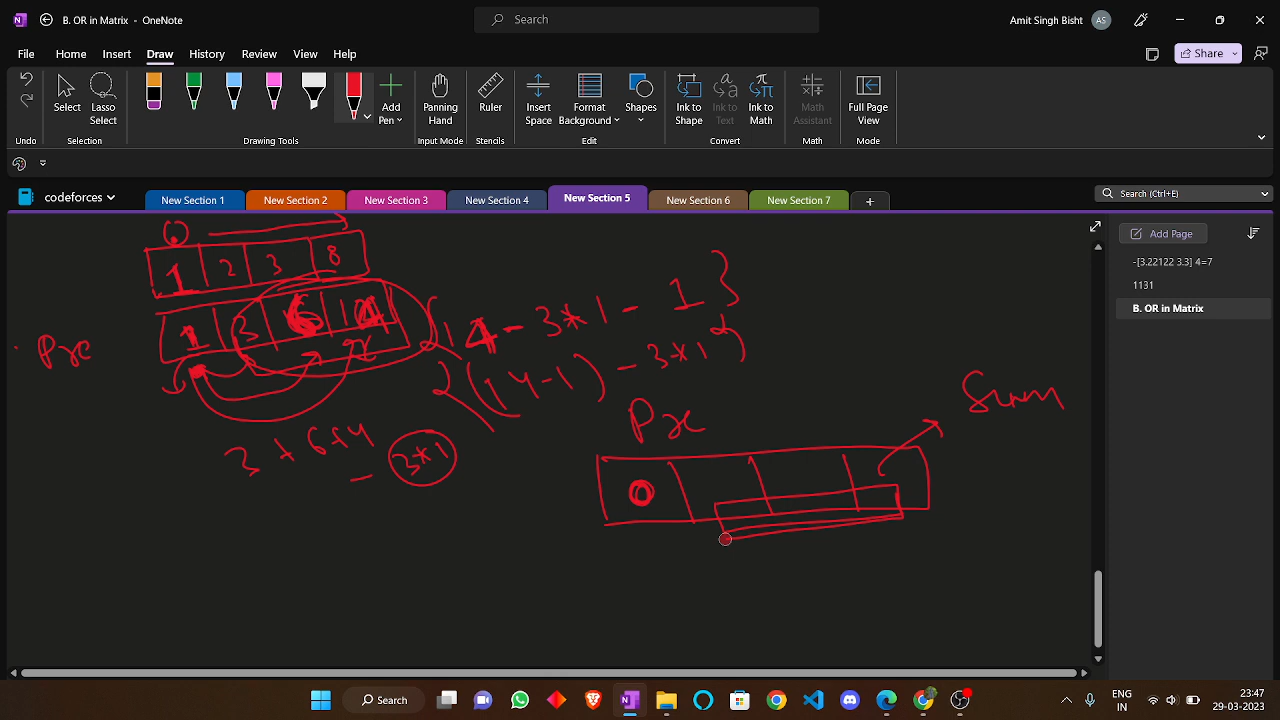 B. OR in Matrix - OneNote
Search
Amit Singh Bisht AS
File Home Insert Draw History Review View Help
Share
Undo
Select
Lasso Select
Selection
Add Pen
Drawing Tools
Panning Hand
Input Mode
Ruler
Stencils
Insert Space
Format Background
Shapes
Edit
Ink to Shape
Ink to Text
Ink to Math
Convert
Math Assistant
Math
Full Page View
Mode
codeforces New Section 1 New Section 2 New Section 3 New Section 4 New Section 5 New Section 6 New Section 7
Search (Ctrl+E)
Add Page
-[3.22122 3.3] 4=7
1131
B. OR in Matrix
1 2 3 8
1 3 6 14
Pre
14 - 3*1 - 1 }
(14-1) - 3*1
3 + 6 + 4
- 3*1
Pre
Sum
0
Search
ENG IN
23:47
29-03-2023